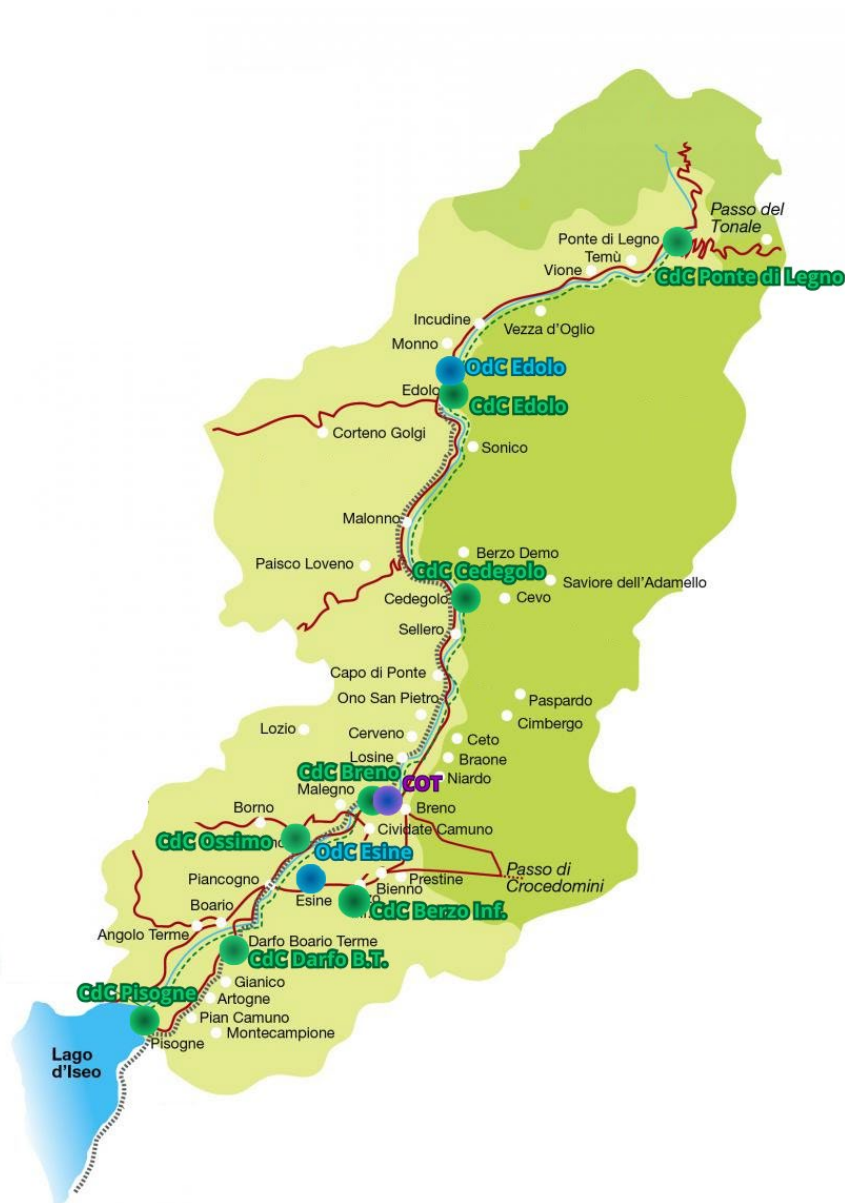 Passo del
Tonale
Ponte di Legno
Temù
Vione
CdC Ponte di Legno
Incudine
Vezza d'Oglio
Monno
OdC Edolo
Edolo
CdC Edolo
Corteno Golgi
Sonico
Malonno
Berzo Demo
Paisco Loveno
CdC Cedegolo
Saviore dell'Adamello
Cedegolo
Cevo
Sellero
Capo di Ponte
Ono San Pietro
Paspardo
Cimbergo
Lozio
Cerveno
Ceto
Losine
Braone
CdC Breno
Niardo
COT
Malegno
Borno
Breno
Cividate Camuno
CdC Ossimo
OdC Esine
Passo di
Crocedomini
Piancogno
Prestine
Bienno
Esine
CdC Berzo Inf.
Boario
Angolo Terme
Darfo Boario Terme
CdC Darfo B.T.
Gianico
CdC Pisogne
Artogne
Pian Camuno
Montecampione
Pisogne
Lago
d'Iseo